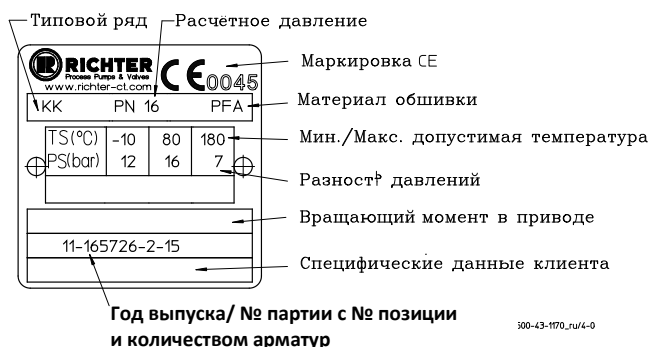 Типовой ряд
Расчётное давление
RICHTER
Process Pumps & Valves
www.richter-ct.com
CE 0045
Маркировка CE
KK PN 16 PFA
Материал обшивки
TS(°C) -10 80 180
Мин./Макс. допустимая температура
PS(bar) 12 16 7
Разность давлений
Вращающий момент в приводе
11-165726-2-15
Специфические данные клиента
Год выпуска/ № партии с № позиции
и количеством арматур
500-43-1170_ru/4-0